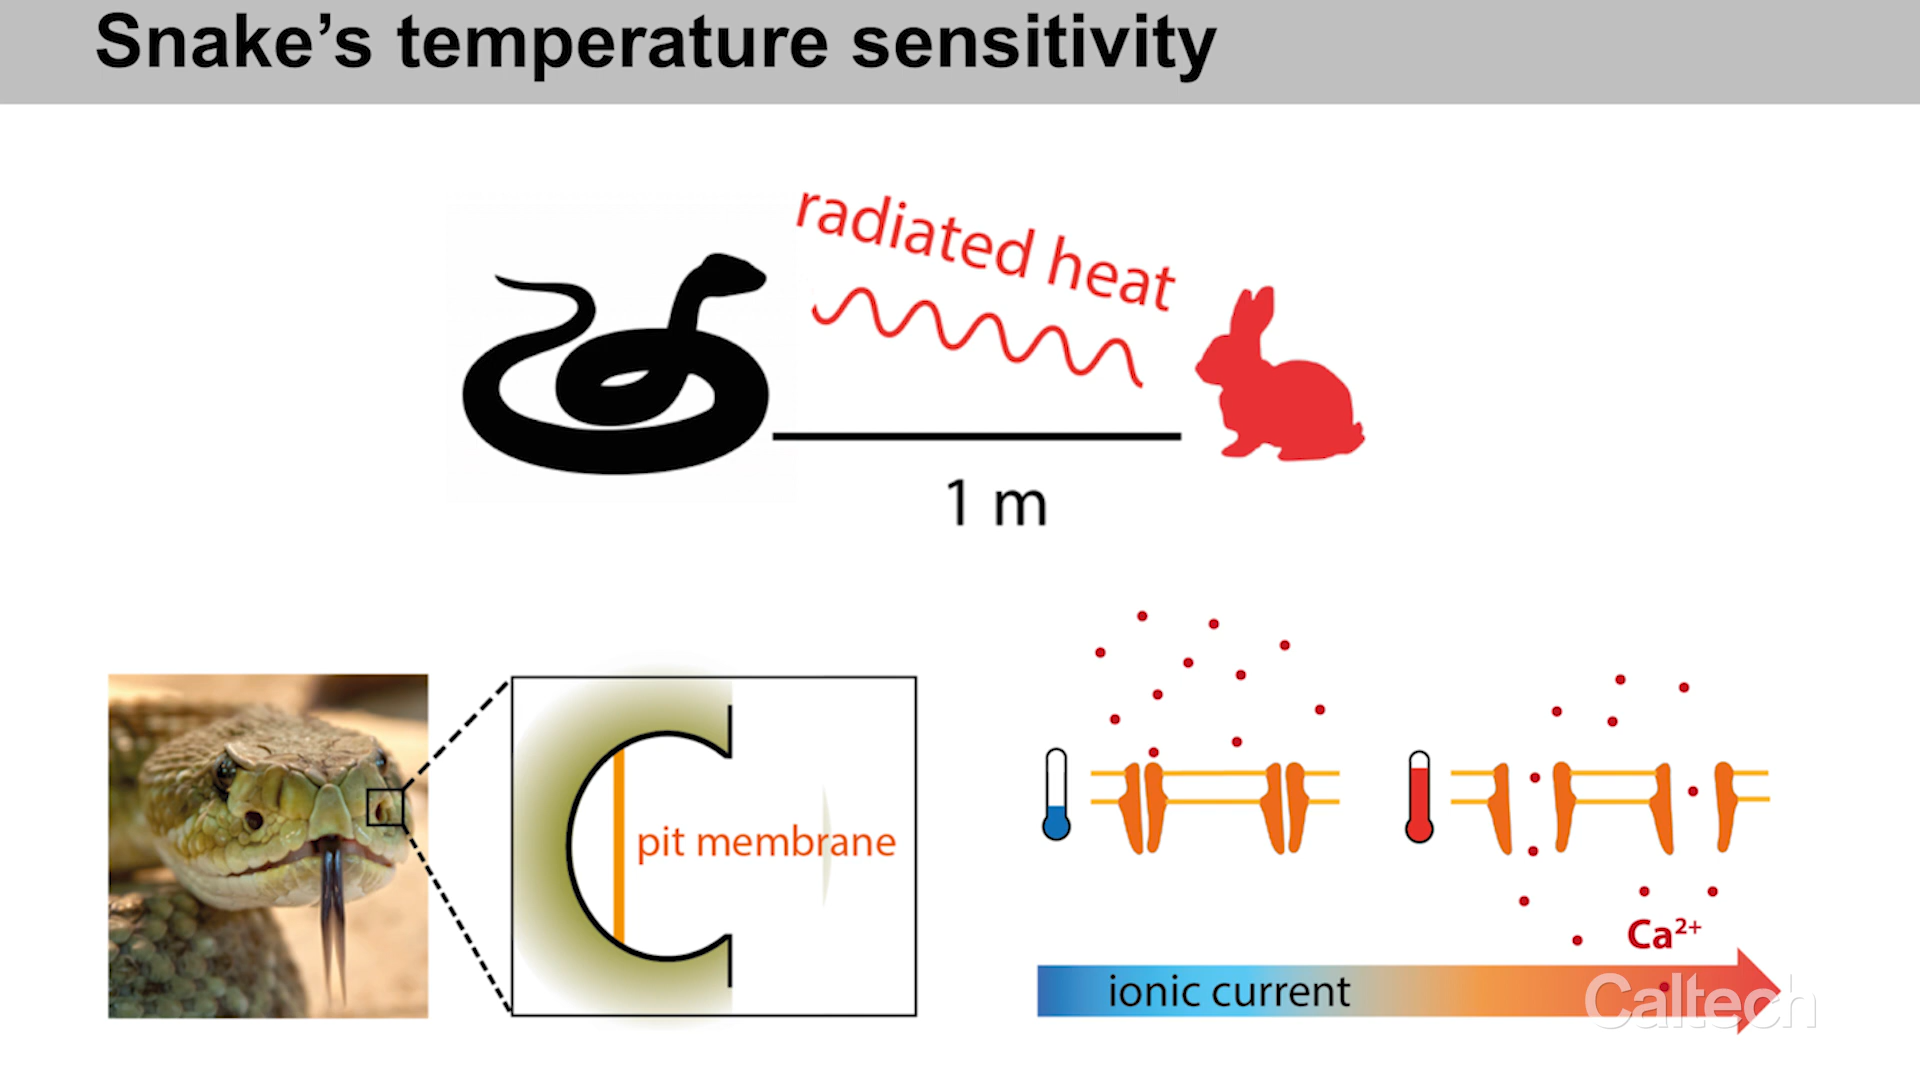 Snake’s temperature sensitivity
radiated heat
1 m
pit membrane
Ca²⁺
ionic current
Caltech